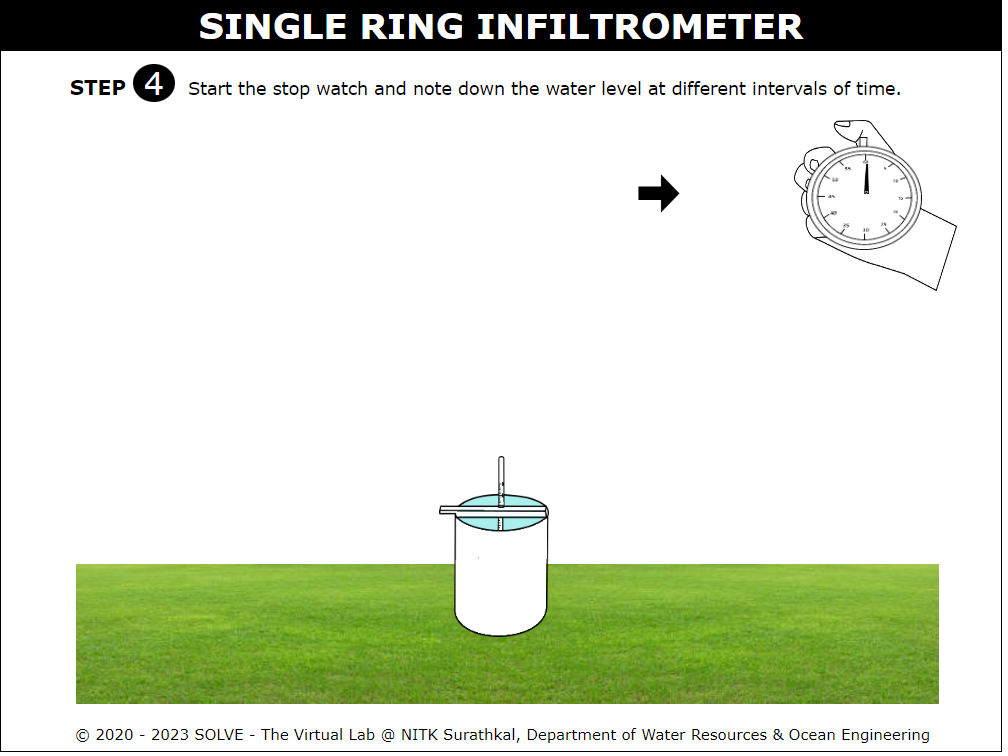 SINGLE RING INFILTROMETER
STEP 4 Start the stop watch and note down the water level at different intervals of time.
© 2020 - 2023 SOLVE - The Virtual Lab @ NITK Surathkal, Department of Water Resources & Ocean Engineering